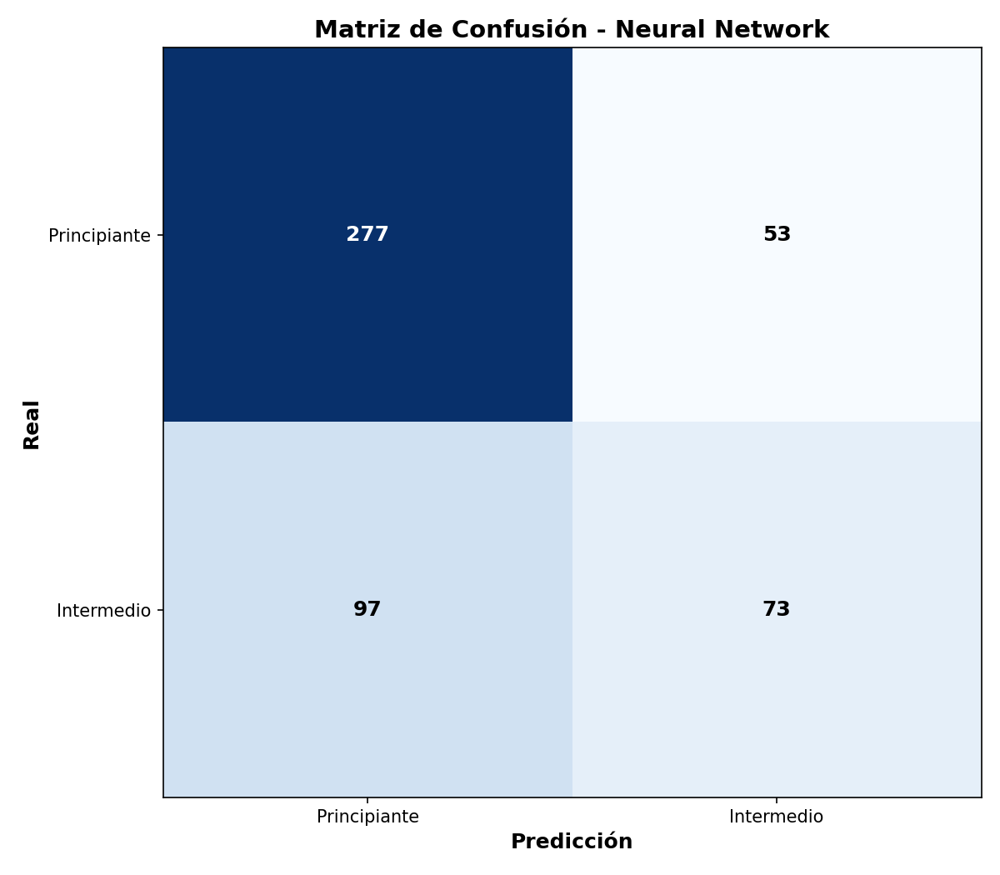 Matriz de Confusión - Neural Network
Principiante
277
53
Real
Intermedio
97
73
Principiante
Intermedio
Predicción